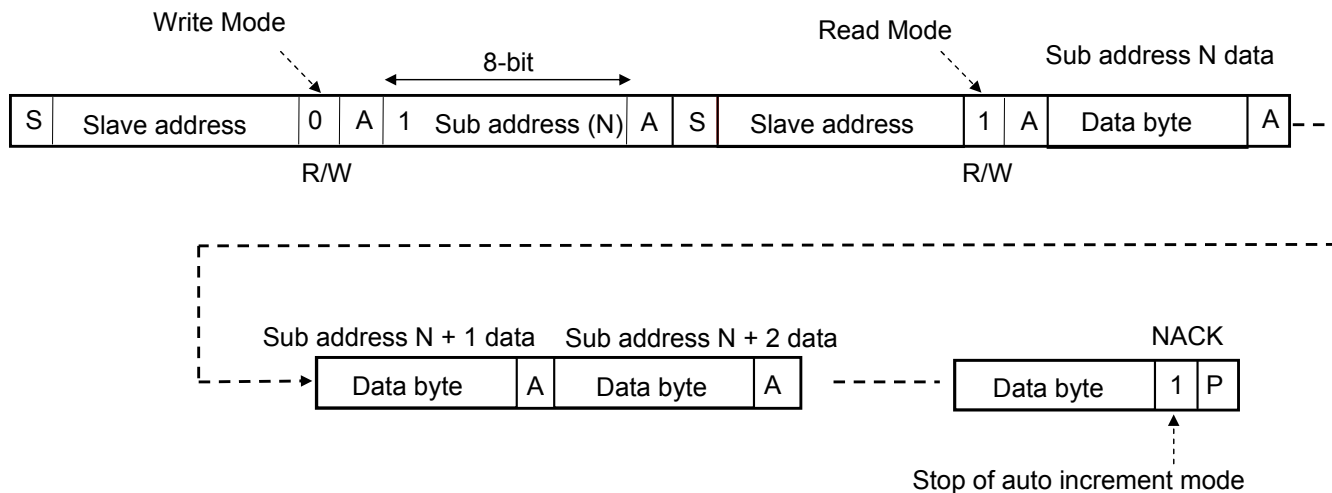 Write Mode
Read Mode
8-bit
Sub address N data
S Slave address 0 A 1 Sub address (N) A S Slave address 1 A Data byte A
R/W R/W
Sub address N + 1 data Sub address N + 2 data NACK
Data byte A Data byte A Data byte 1 P
Stop of auto increment mode